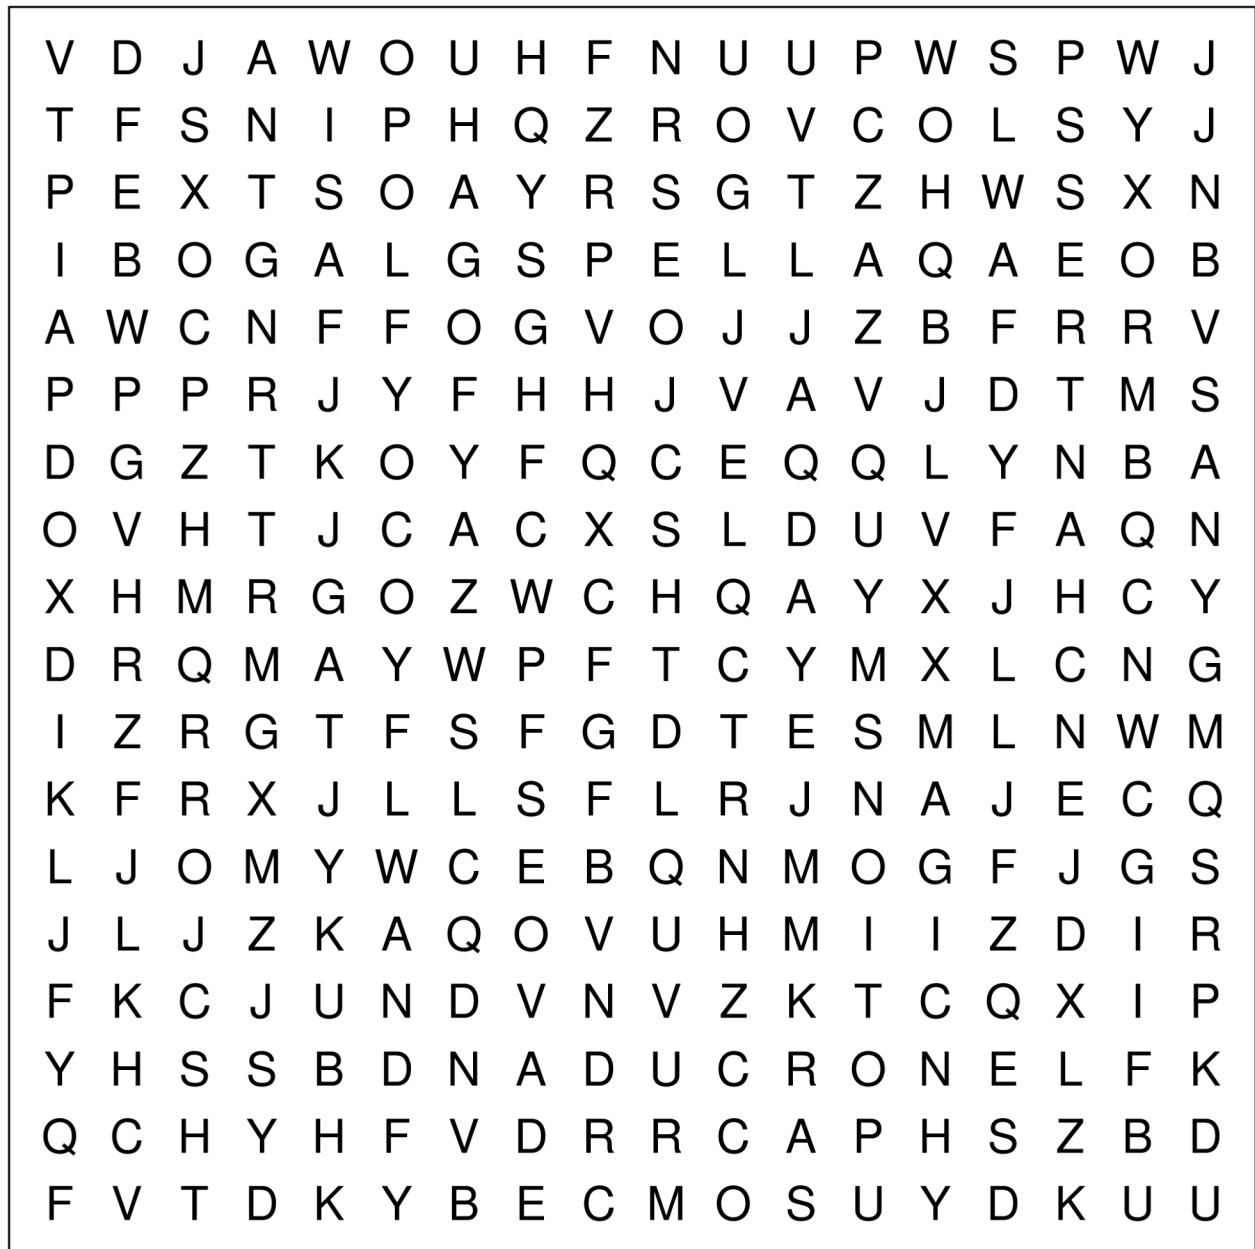 V D J A W O U H F N U U P W S P W J
T F S N I P H Q Z R O V C O L S Y J
P E X T S O A Y R S G T Z H W S X N
I B O G A L G S P E L L A Q A E O B
A W C N F F O G V O J J Z B F R R V
P P P R J Y F H H J V A V J D T M S
D G Z T K O Y F Q C E Q Q L Y N B A
O V H T J C A C X S L D U V F A Q N
X H M R G O Z W C H Q A Y X J H C Y
D R Q M A Y W P F T C Y M X L C N G
I Z R G T F S F G D T E S M L N W M
K F R X J L L S F L R J N A J E C Q
L J O M Y W C E B Q N M O G F J G S
J L J Z K A Q O V U H M I I Z D I R
F K C J U N D V N V Z K T C Q X I P
Y H S S B D N A D U C R O N E L F K
Q C H Y H F V D R R C A P H S Z B D
F V T D K Y B E C M O S U Y D K U U